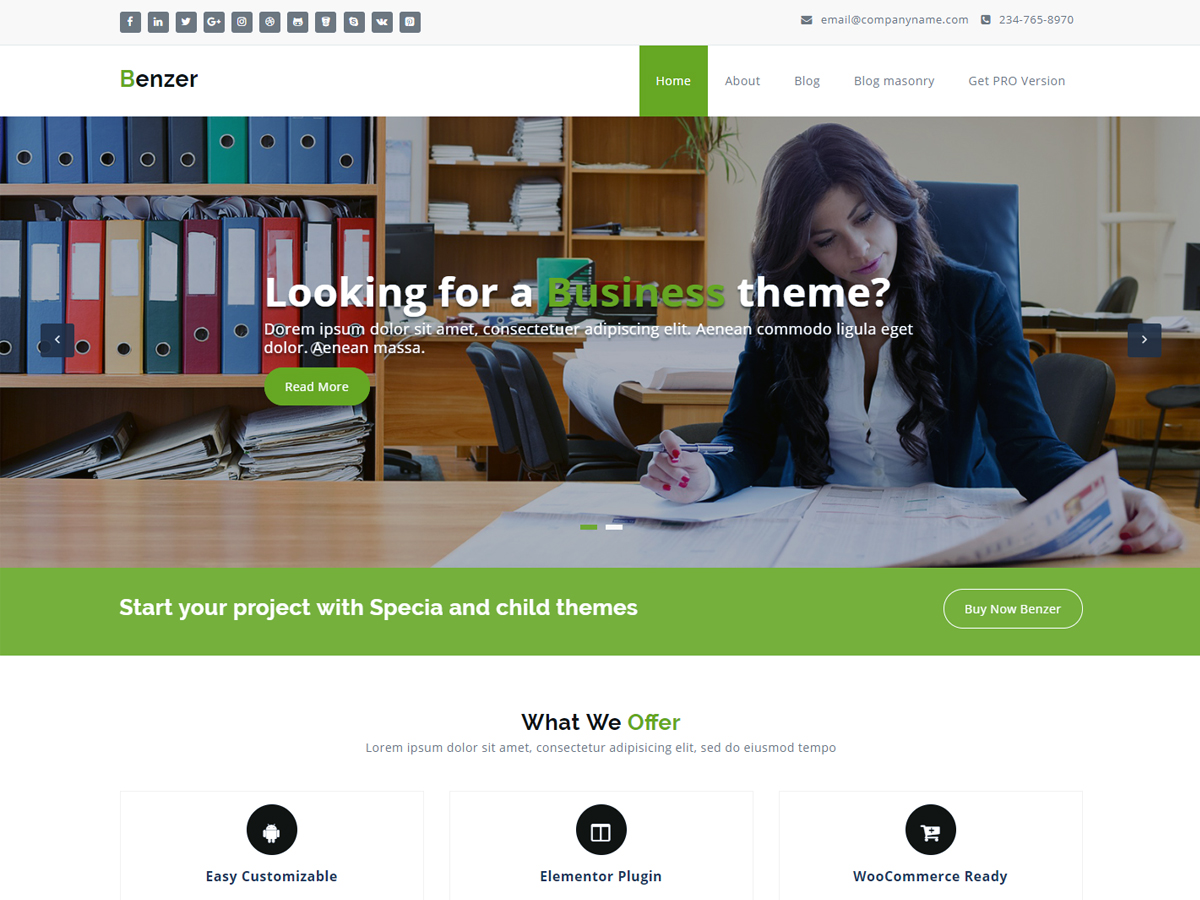 email@companyname.com 234-765-8970
Benzer
Home About Blog Blog masonry Get PRO Version
Looking for a Business theme?
Dorem ipsum dolor sit amet, consectetuer adipiscing elit. Aenean commodo ligula eget
dolor. Aenean massa.
Read More
Start your project with Specia and child themes
Buy Now Benzer
What We Offer
Lorem ipsum dolor sit amet, consectetur adipisicing elit, sed do eiusmod tempo
Easy Customizable Elementor Plugin WooCommerce Ready